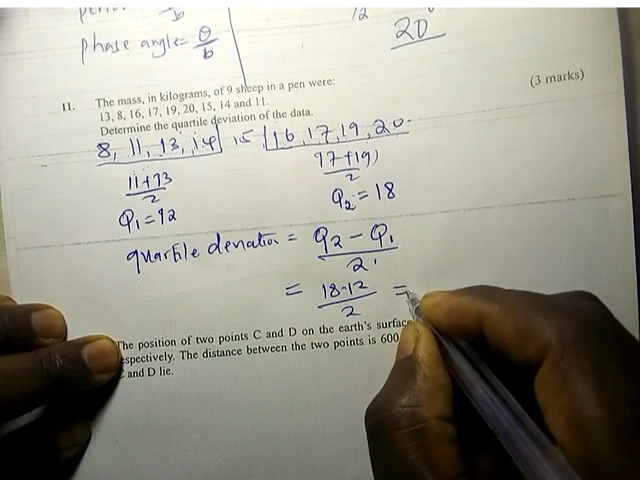 phase angle = θ/b
12
20
11. The mass, in kilograms, of 9 sheep in a pen were: (3 marks)
13, 8, 16, 17, 19, 20, 15, 14 and 11.
Determine the quartile deviation of the data.
8, 11, 13, 14, 15, 16, 17, 19, 20.
11+13/2 17+19)/2
Q1 = 12 Q2 = 18
quartile deviation = Q2 − Q1/2
= 18-12/2 =
The position of two points C and D on the earth's surface
respectively. The distance between the two points is 600
and D lie.